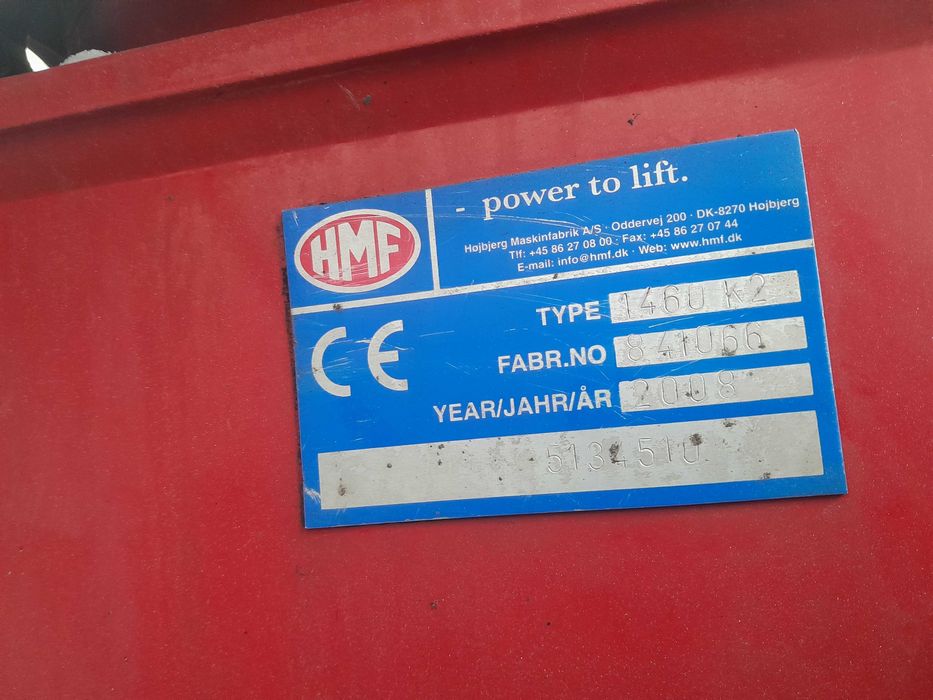 HMF
- power to lift.
Højbjerg Maskinfabrik A/S · Oddervej 200 · DK-8270 Højbjerg
Tlf: +45 86 27 08 00 · Fax: +45 86 27 07 44
E-mail: info@hmf.dk · Web: www.hmf.dk
CE
TYPE 1460 K2
FABR.NO 841066
YEAR/JAHR/ÅR 2008
5134510